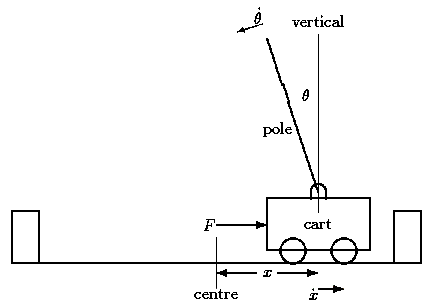 θ̇
vertical
θ
pole
F
cart
x
centre
ẋ